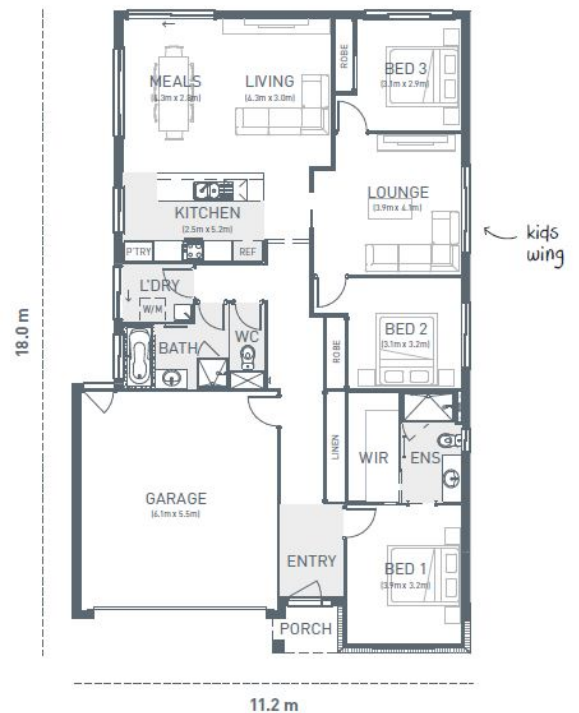 MEALS
(4.3m x 2.8m)
LIVING
(6.3m x 3.0m)
ROBE
BED 3
(3.1m x 2.9m)
LOUNGE
(3.9m x 4.1m)
kids
wing
KITCHEN
(2.5m x 5.2m)
P'TRY
REF
L'DRY
W/M
BATH
WC
ROBE
BED 2
(3.1m x 3.2m)
18.0 m
LINEN
WIR
ENS
GARAGE
(6.1m x 5.5m)
ENTRY
BED 1
(3.9m x 3.2m)
PORCH
11.2 m